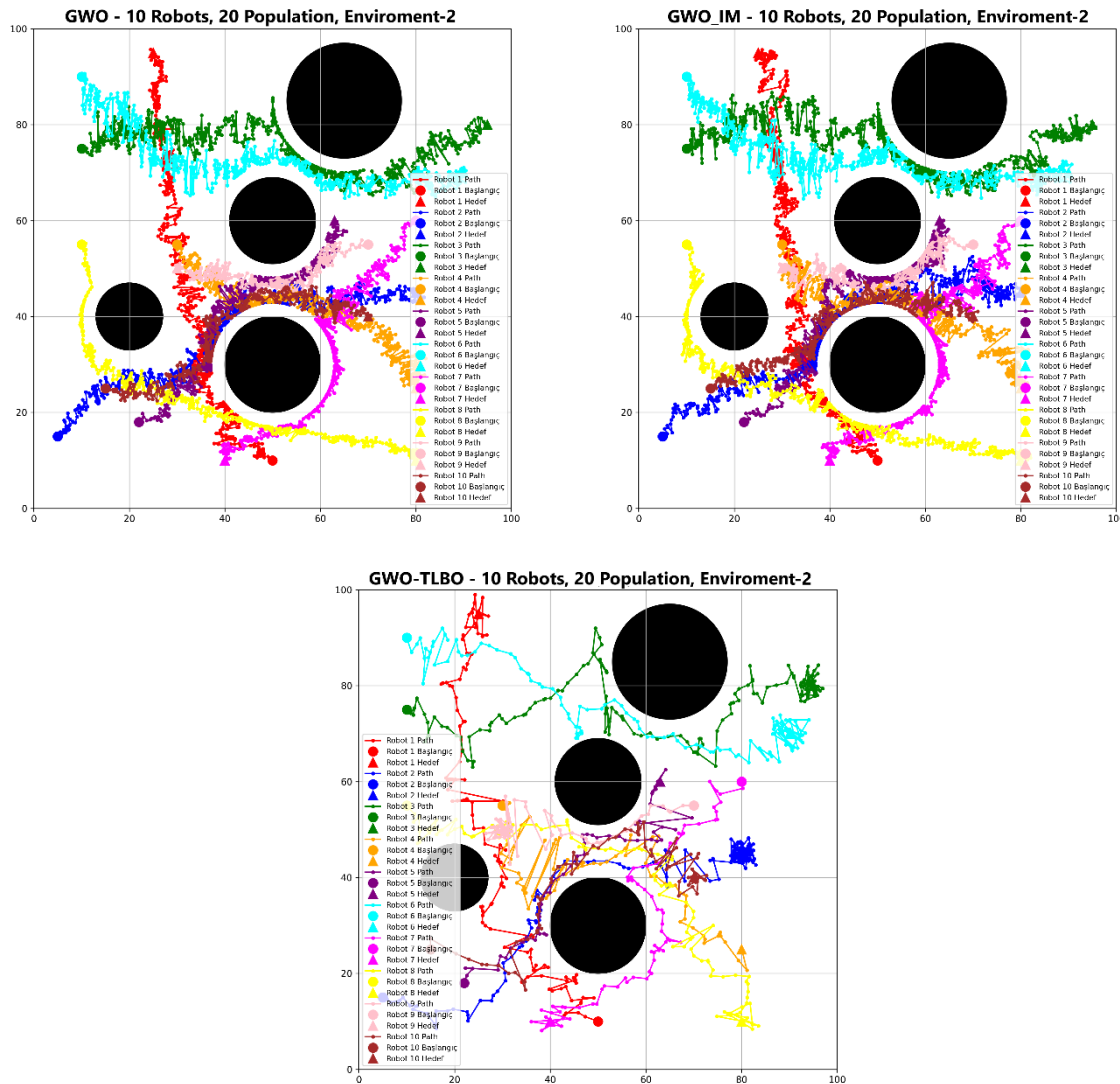 GWO - 10 Robots, 20 Population, Enviroment-2
100
80
60
40
20
0
0
20
40
60
80
100
Robot 1 Path
Robot 1 Başlangıç
Robot 1 Hedef
Robot 2 Path
Robot 2 Başlangıç
Robot 2 Hedef
Robot 3 Path
Robot 3 Başlangıç
Robot 3 Hedef
Robot 4 Path
Robot 4 Başlangıç
Robot 4 Hedef
Robot 5 Path
Robot 5 Başlangıç
Robot 5 Hedef
Robot 6 Path
Robot 6 Başlangıç
Robot 6 Hedef
Robot 7 Path
Robot 7 Başlangıç
Robot 7 Hedef
Robot 8 Path
Robot 8 Başlangıç
Robot 8 Hedef
Robot 9 Path
Robot 9 Başlangıç
Robot 9 Hedef
Robot 10 Path
Robot 10 Başlangıç
Robot 10 Hedef
GWO_IM - 10 Robots, 20 Population, Enviroment-2
100
80
60
40
20
0
0
20
40
60
80
100
Robot 1 Path
Robot 1 Başlangıç
Robot 1 Hedef
Robot 2 Path
Robot 2 Başlangıç
Robot 2 Hedef
Robot 3 Path
Robot 3 Başlangıç
Robot 3 Hedef
Robot 4 Path
Robot 4 Başlangıç
Robot 4 Hedef
Robot 5 Path
Robot 5 Başlangıç
Robot 5 Hedef
Robot 6 Path
Robot 6 Başlangıç
Robot 6 Hedef
Robot 7 Path
Robot 7 Başlangıç
Robot 7 Hedef
Robot 8 Path
Robot 8 Başlangıç
Robot 8 Hedef
Robot 9 Path
Robot 9 Başlangıç
Robot 9 Hedef
Robot 10 Path
Robot 10 Başlangıç
Robot 10 Hedef
GWO-TLBO - 10 Robots, 20 Population, Enviroment-2
100
80
60
40
20
0
0
20
40
60
80
100
Robot 1 Path
Robot 1 Başlangıç
Robot 1 Hedef
Robot 2 Path
Robot 2 Başlangıç
Robot 2 Hedef
Robot 3 Path
Robot 3 Başlangıç
Robot 3 Hedef
Robot 4 Path
Robot 4 Başlangıç
Robot 4 Hedef
Robot 5 Path
Robot 5 Başlangıç
Robot 5 Hedef
Robot 6 Path
Robot 6 Başlangıç
Robot 6 Hedef
Robot 7 Path
Robot 7 Başlangıç
Robot 7 Hedef
Robot 8 Path
Robot 8 Başlangıç
Robot 8 Hedef
Robot 9 Path
Robot 9 Başlangıç
Robot 9 Hedef
Robot 10 Path
Robot 10 Başlangıç
Robot 10 Hedef